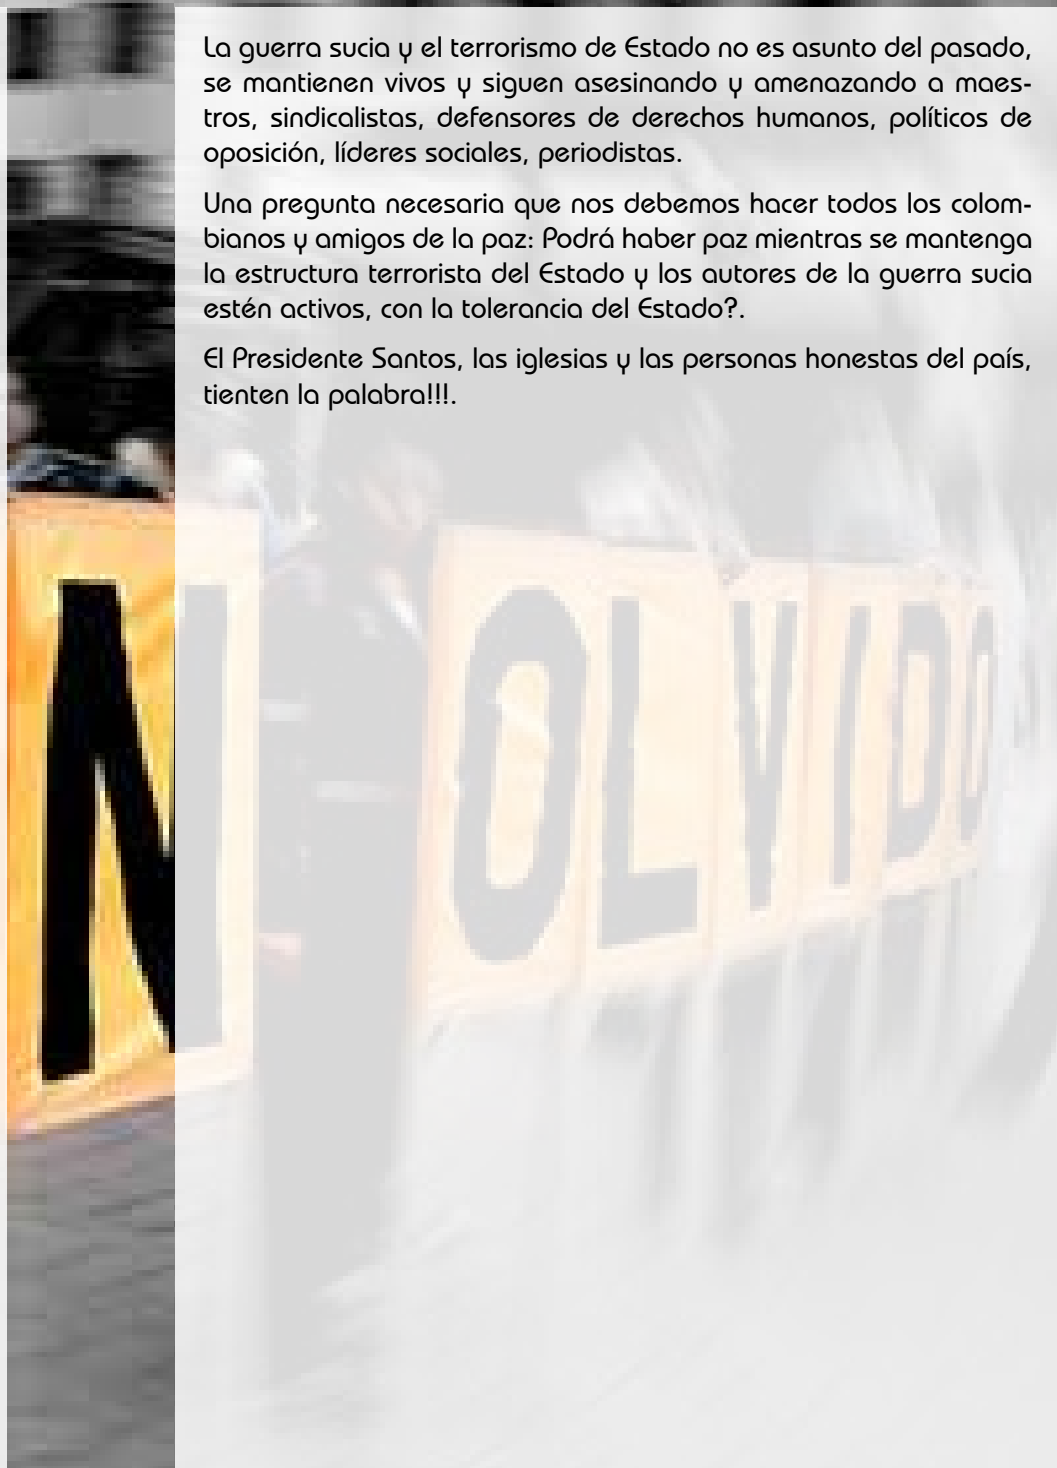 La guerra sucia y el terrorismo de Estado no es asunto del pasado,
se mantienen vivos y siguen asesinando y amenazando a maes-
tros, sindicalistas, defensores de derechos humanos, políticos de
oposición, líderes sociales, periodistas.
Una pregunta necesaria que nos debemos hacer todos los colom-
bianos y amigos de la paz: Podrá haber paz mientras se mantenga
la estructura terrorista del Estado y los autores de la guerra sucia
estén activos, con la tolerancia del Estado?.
El Presidente Santos, las iglesias y las personas honestas del país,
tienten la palabra!!!.
N OLVIDO